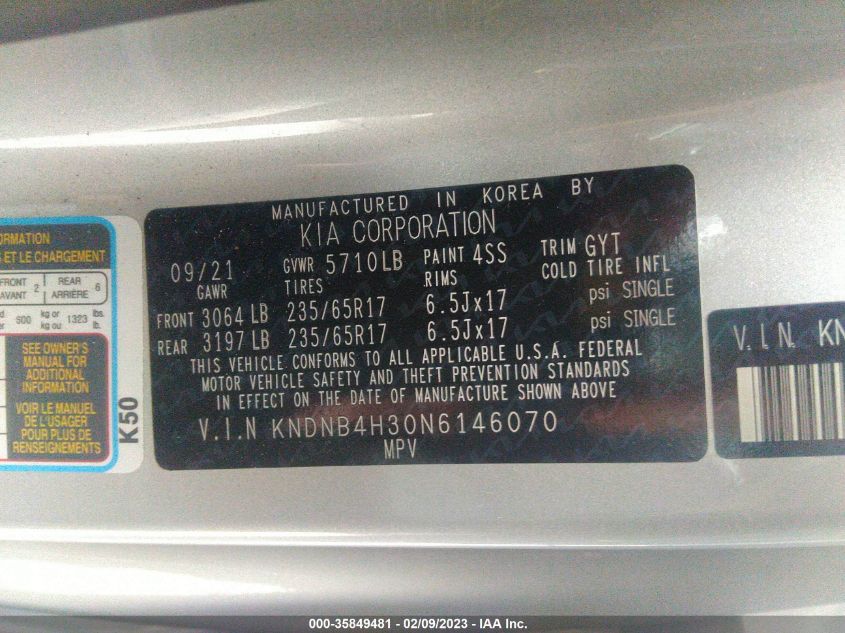 ORMATION
S ET LE CHARGEMENT
FRONT 2 REAR 6
AVANT ARRIÈRE
600 kg or 1323 lbs.
kg ou lb.
SEE OWNER'S
MANUAL FOR
ADDITIONAL
INFORMATION
VOIR LE MANUEL
DE L'USAGER
POUR PLUS DE
RENSEIGNEMENTS
K50
MANUFACTURED IN KOREA BY
KIA CORPORATION
09/21 GVWR 5710LB PAINT 4SS TRIM GYT
GAWR TIRES RIMS COLD TIRE INFL
FRONT 3064 LB 235/65R17 6.5Jx17 psi SINGLE
REAR 3197 LB 235/65R17 6.5Jx17 psi SINGLE
THIS VEHICLE CONFORMS TO ALL APPLICABLE U.S.A. FEDERAL
MOTOR VEHICLE SAFETY AND THEFT PREVENTION STANDARDS
IN EFFECT ON THE DATE OF MANUFACTURE SHOWN ABOVE
V.I.N KNDNB4H30N6146070
MPV
V.I.N. KN
000-35849481 - 02/09/2023 - IAA Inc.